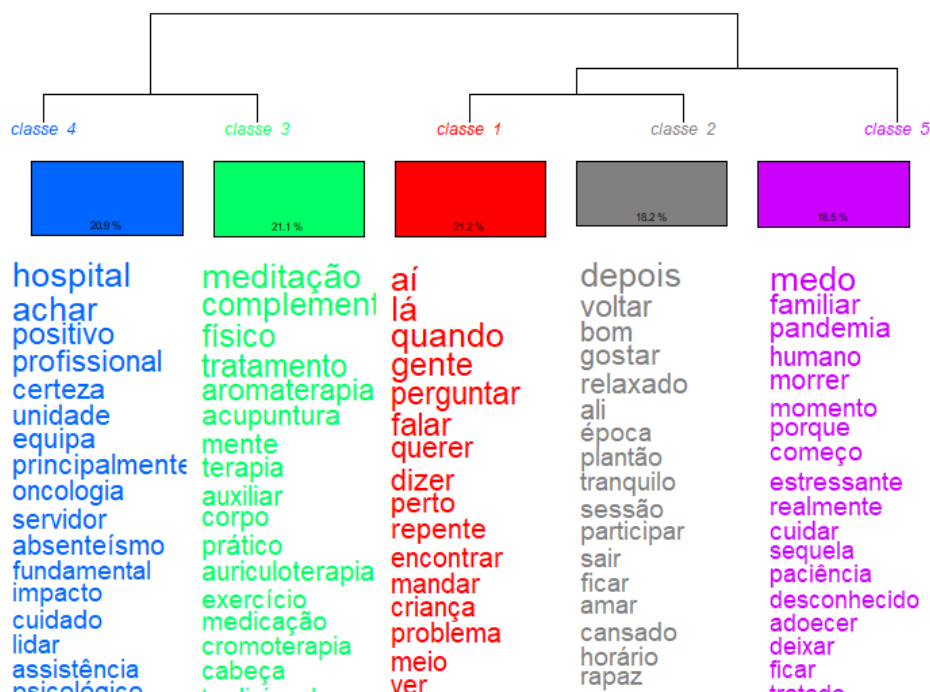 classe 4
classe 3
classe 1
classe 2
classe 5
20.9 %
21.1 %
21.2 %
18.2 %
18.5 %
hospital
achar
positivo
profissional
certeza
unidade
equipa
principalmente
oncologia
servidor
absenteísmo
fundamental
impacto
cuidado
lidar
assistência
psicológico
meditação
complement
físico
tratamento
aromaterapia
acupuntura
mente
terapia
auxiliar
corpo
prático
auriculoterapia
exercício
medicação
cromoterapia
cabeça
aí
lá
quando
gente
perguntar
falar
querer
dizer
perto
repente
encontrar
mandar
criança
problema
meio
ver
depois
voltar
bom
gostar
relaxado
ali
época
plantão
tranquilo
sessão
participar
sair
ficar
amar
cansado
horário
rapaz
medo
familiar
pandemia
humano
morrer
momento
porque
começo
estressante
realmente
cuidar
sequela
paciência
desconhecido
adoecer
deixar
ficar